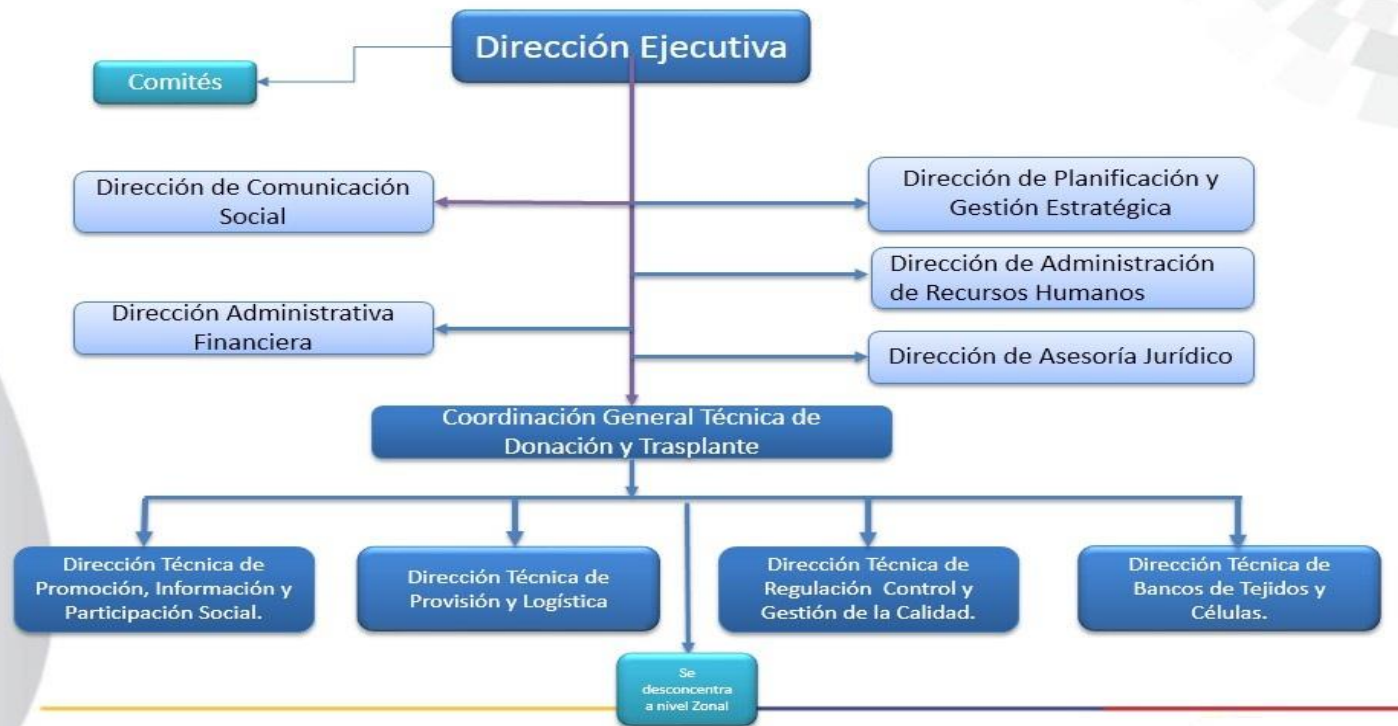 Dirección Ejecutiva
Comités
Dirección de Comunicación
Social
Dirección de Planificación y
Gestión Estratégica
Dirección de Administración
de Recursos Humanos
Dirección Administrativa
Financiera
Dirección de Asesoría Jurídico
Coordinación General Técnica de
Donación y Trasplante
Dirección Técnica de
Promoción, Información y
Participación Social.
Dirección Técnica de
Provisión y Logística
Dirección Técnica de
Regulación Control y
Gestión de la Calidad.
Dirección Técnica de
Bancos de Tejidos y
Células.
Se
desconcentra
a nivel Zonal